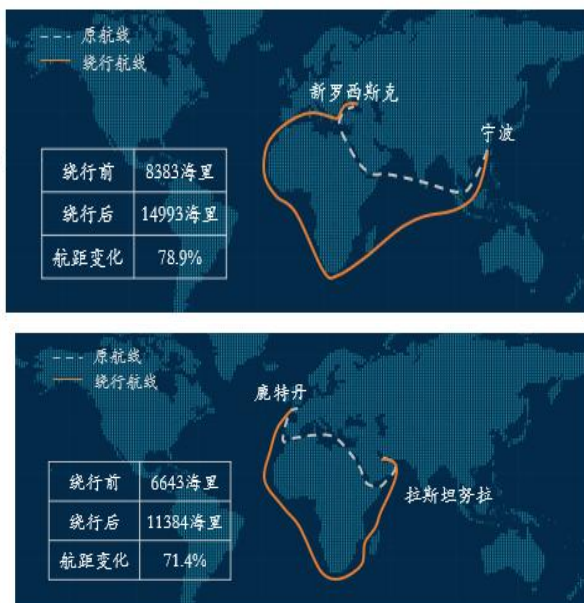 原航线
绕行航线
新罗西斯克
宁波
绕行前 8383海里
绕行后 14993海里
航距变化 78.9%
原航线
绕行航线
鹿特丹
绕行前 6643海里
拉斯坦努拉
绕行后 11384海里
航距变化 71.4%